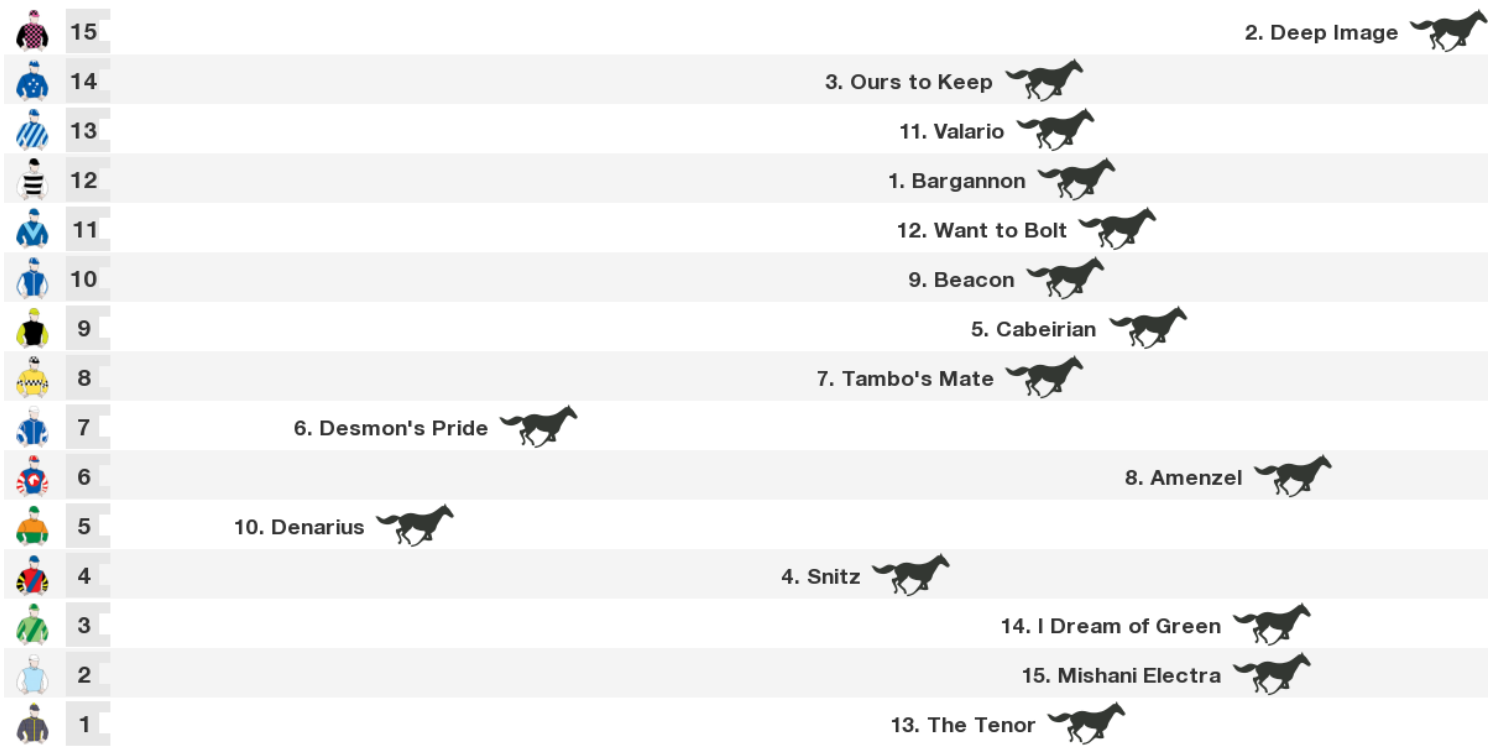 15 2. Deep Image
14 3. Ours to Keep
13 11. Valario
12 1. Bargannon
11 12. Want to Bolt
10 9. Beacon
9 5. Cabeirian
8 7. Tambo's Mate
7 6. Desmon's Pride
6 8. Amenzel
5 10. Denarius
4 4. Snitz
3 14. I Dream of Green
2 15. Mishani Electra
1 13. The Tenor